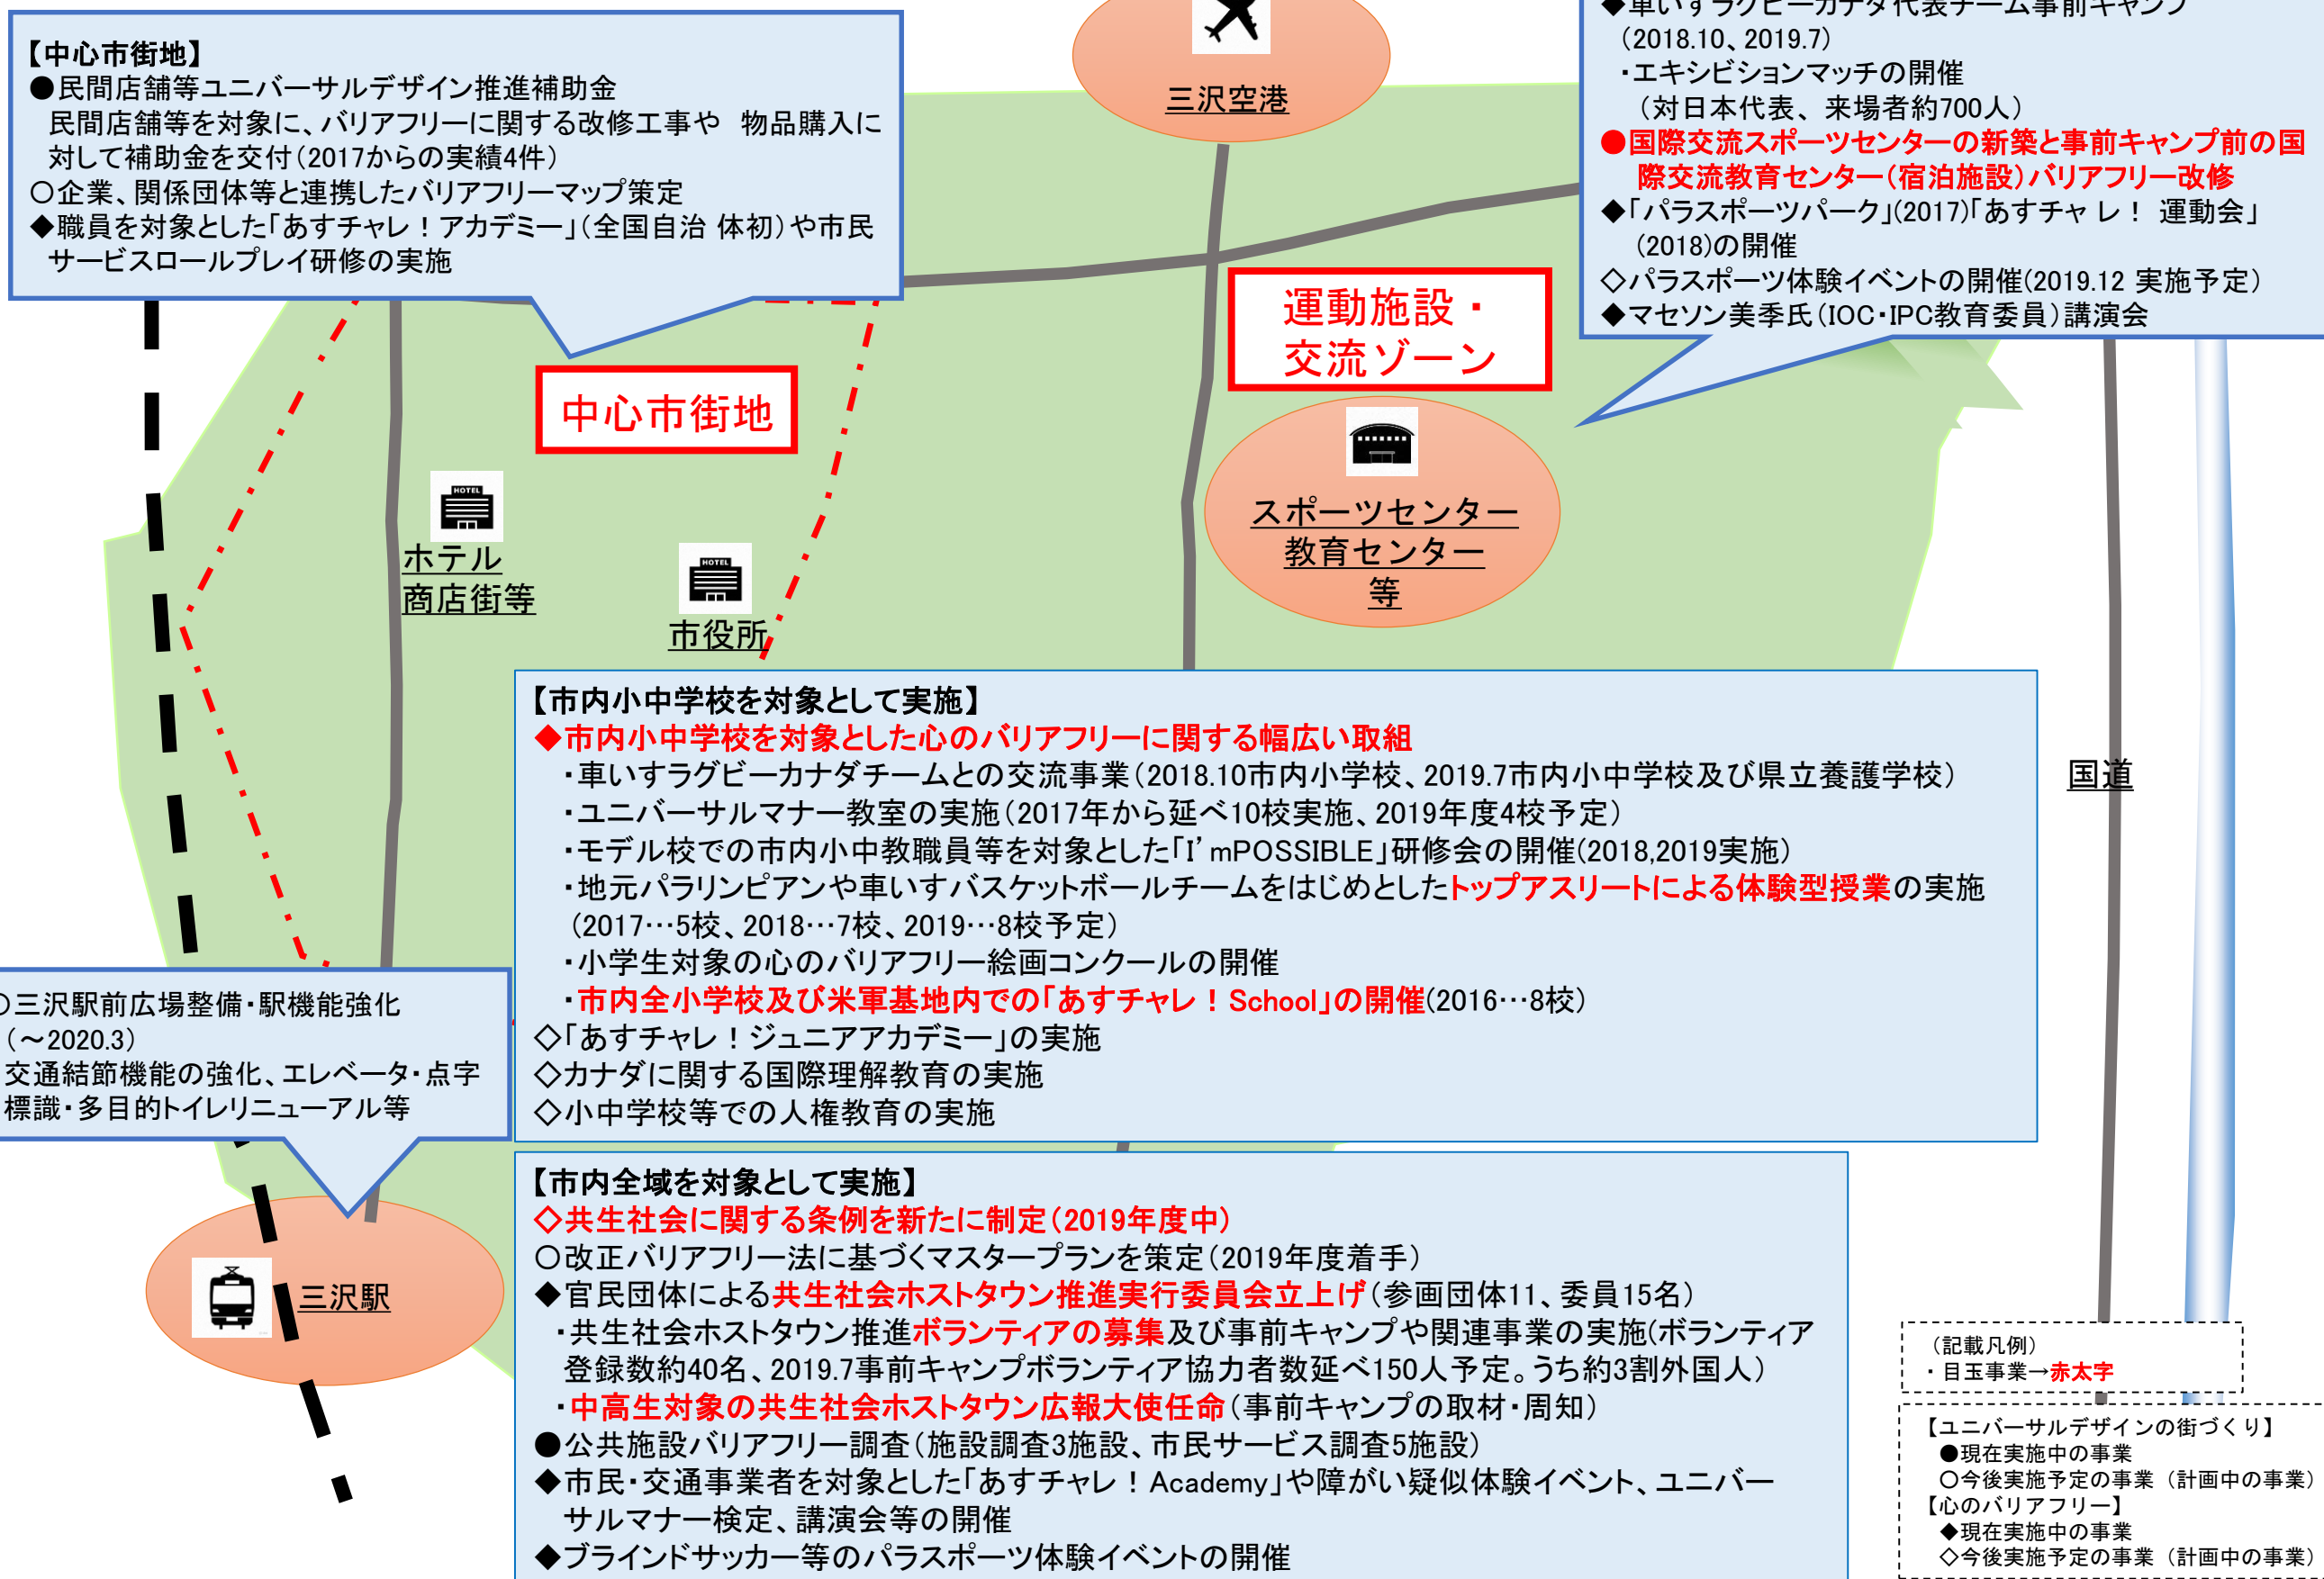 【中心市街地】
●民間店舗等ユニバーサルデザイン推進補助金
民間店舗等を対象に、バリアフリーに関する改修工事や 物品購入に
対して補助金を交付(2017からの実績4件)
○企業、関係団体等と連携したバリアフリーマップ策定
◆職員を対象とした「あすチャレ!アカデミー」(全国自治 体初)や市民
サービスロールプレイ研修の実施
三沢空港
◆車いすラグビーカナダ代表チーム事前キャンプ
(2018.10、2019.7)
・エキシビションマッチの開催
(対日本代表、来場者約700人)
●国際交流スポーツセンターの新築と事前キャンプ前の国
際交流教育センター(宿泊施設)バリアフリー改修
◆「パラスポーツパーク」(2017)「あすチャレ! 運動会」
(2018)の開催
◇パラスポーツ体験イベントの開催(2019.12 実施予定)
◆マセソン美季氏(IOC・IPC教育委員)講演会
運動施設・
交流ゾーン
中心市街地
HOTEL
ホテル
商店街等
HOTEL
市役所
スポーツセンター
教育センター
等
国道
【市内小中学校を対象として実施】
◆市内小中学校を対象とした心のバリアフリーに関する幅広い取組
・車いすラグビーカナダチームとの交流事業(2018.10市内小学校、2019.7市内小中学校及び県立養護学校)
・ユニバーサルマナー教室の実施(2017年から延べ10校実施、2019年度4校予定)
・モデル校での市内小中教職員等を対象とした「I'mPOSSIBLE」研修会の開催(2018,2019実施)
・地元パラリンピアンや車いすバスケットボールチームをはじめとしたトップアスリートによる体験型授業の実施
(2017…5校、2018…7校、2019…8校予定)
・小学生対象の心のバリアフリー絵画コンクールの開催
・市内全小学校及び米軍基地内での「あすチャレ!School」の開催(2016…8校)
◇「あすチャレ!ジュニアアカデミー」の実施
◇カナダに関する国際理解教育の実施
◇小中学校等での人権教育の実施
○三沢駅前広場整備・駅機能強化
(~2020.3)
交通結節機能の強化、エレベータ・点字
標識・多目的トイレリニューアル等
三沢駅
【市内全域を対象として実施】
◇共生社会に関する条例を新たに制定(2019年度中)
○改正バリアフリー法に基づくマスタープランを策定(2019年度着手)
◆官民団体による共生社会ホストタウン推進実行委員会立上げ(参画団体11、委員15名)
・共生社会ホストタウン推進ボランティアの募集及び事前キャンプや関連事業の実施(ボランティア
登録数約40名、2019.7事前キャンプボランティア協力者数延べ150人予定。うち約3割外国人)
・中高生対象の共生社会ホストタウン広報大使任命(事前キャンプの取材・周知)
●公共施設バリアフリー調査(施設調査3施設、市民サービス調査5施設)
◆市民・交通事業者を対象とした「あすチャレ!Academy」や障がい疑似体験イベント、ユニバー
サルマナー検定、講演会等の開催
◆ブラインドサッカー等のパラスポーツ体験イベントの開催
(記載凡例)
・目玉事業→赤太字
【ユニバーサルデザインの街づくり】
●現在実施中の事業
○今後実施予定の事業(計画中の事業)
【心のバリアフリー】
◆現在実施中の事業
◇今後実施予定の事業(計画中の事業)